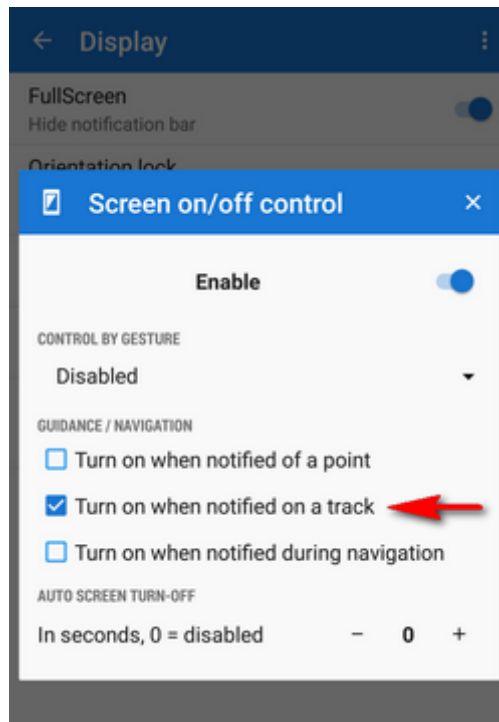 Display
FullScreen
Hide notification bar
Orientation lock
Screen on/off control
Enable
CONTROL BY GESTURE
Disabled
GUIDANCE / NAVIGATION
Turn on when notified of a point
Turn on when notified on a track
Turn on when notified during navigation
AUTO SCREEN TURN-OFF
In seconds, 0 = disabled - 0 +